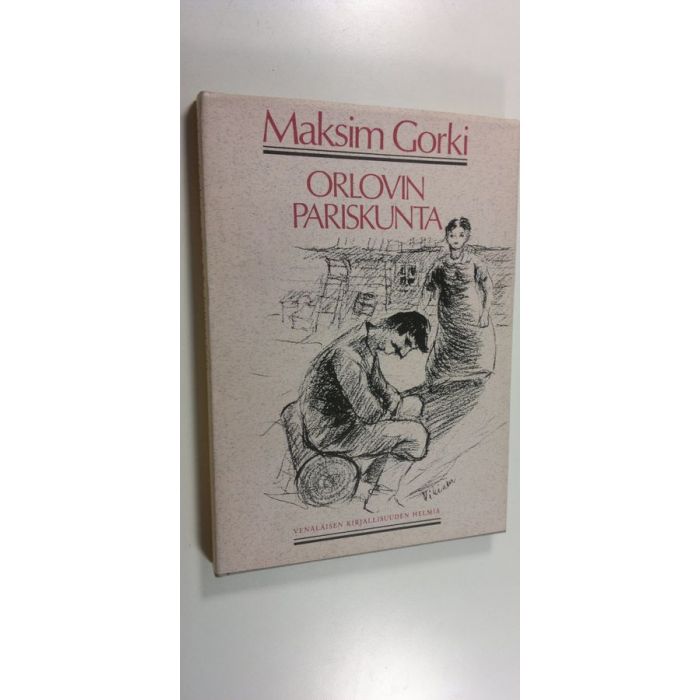 Maksim Gorki
ORLOVIN
PARISKUNTA
VENÄLÄISEN KIRJALLISUUDEN HELMIÄ